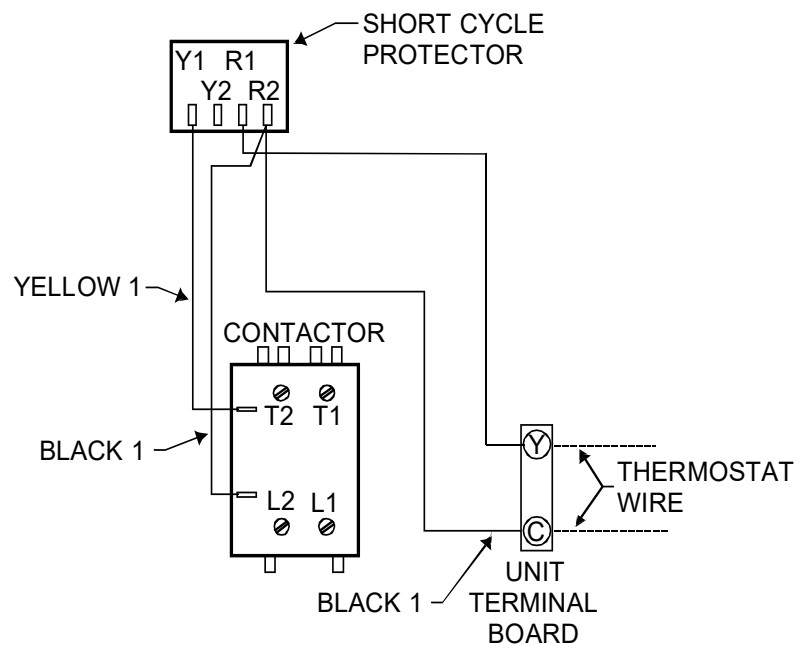 SHORT CYCLE
PROTECTOR
Y1 R1
Y2 R2
YELLOW 1
CONTACTOR
T2 T1
BLACK 1
L2 L1
Y
THERMOSTAT
WIRE
C
BLACK 1
UNIT
TERMINAL
BOARD